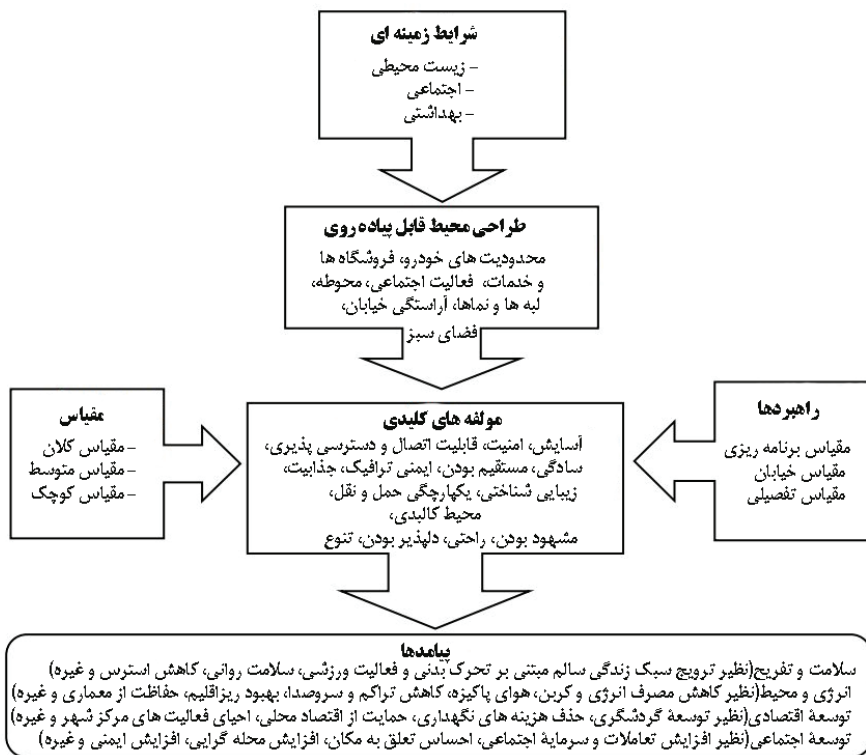 شرایط زمینه ای
- زیست محیطی
- اجتماعی
- بهداشتی
طراحی محیط قابل پیاده روی
محدودیت های خودرو، فروشگاه ها
و خدمات، فعالیت اجتماعی، محوطه،
لبه ها و نماها، آراستگی خیابان،
فضای سبز
راهبردها
مقیاس برنامه ریزی
مقیاس خیابان
مقیاس تفصیلی
مولفه های کلیدی
آسایش، امنیت، قابلیت اتصال و دسترسی پذیری،
سادگی، مستقیم بودن، ایمنی ترافیک، جذابیت،
زیبایی شناختی، یکپارچگی حمل و نقل،
محیط کالبدی،
مشهود بودن، راحتی، دلپذیر بودن، تنوع
مقیاس
- مقیاس کلان
- مقیاس متوسط
- مقیاس کوچک
پیامدها
سلامت و تفریح(نظیر ترویج سبک زندگی سالم مبتنی بر تحرک بدنی و فعالیت ورزشی، سلامت روانی، کاهش استرس و غیره)
انرژی و محیط(نظیر کاهش مصرف انرژی و کربن، هوای پاکیزه، کاهش تراکم و سروصدا، بهبود ریزاقلیم، حفاظت از معماری و غیره)
توسعۀ اقتصادی(نظیر توسعۀ گردشگری، حذف هزینه های نگهداری، حمایت از اقتصاد محلی، احیای فعالیت های مرکز شهر و غیره)
توسعۀ اجتماعی(نظیر افزایش تعاملات و سرمایۀ اجتماعی، احساس تعلق به مکان، افزایش محله گرایی، افزایش ایمنی و غیره)